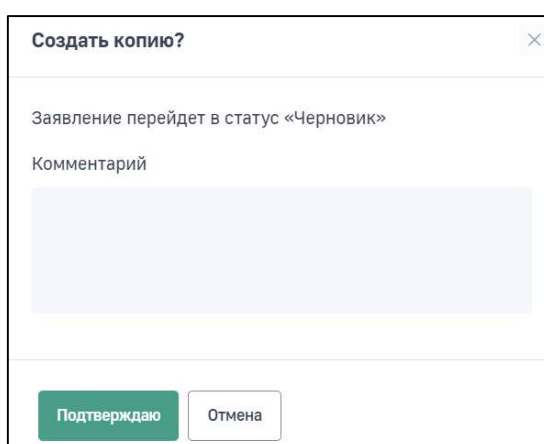 Создать копию?
Заявление перейдет в статус «Черновик»
Комментарий
Подтверждаю
Отмена